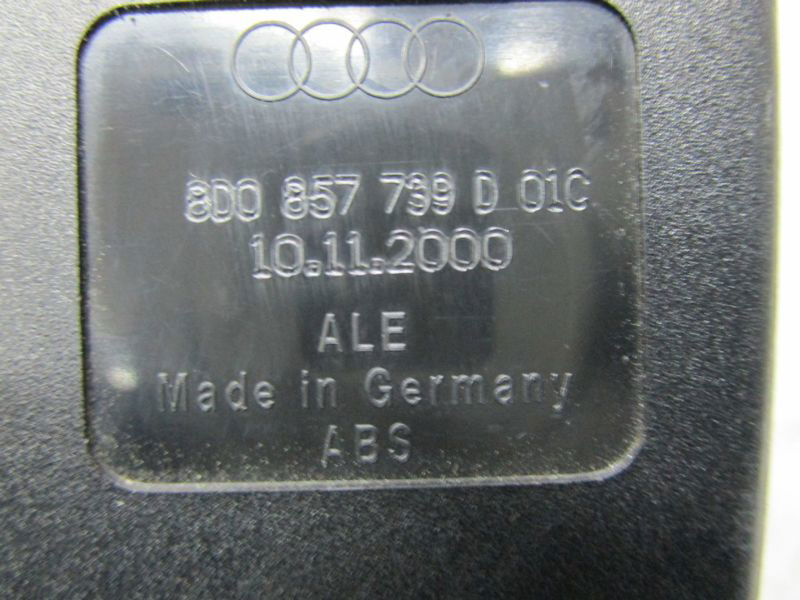 8D0 857 739 D 01C
10.11.2000
ALE
Made in Germany
ABS